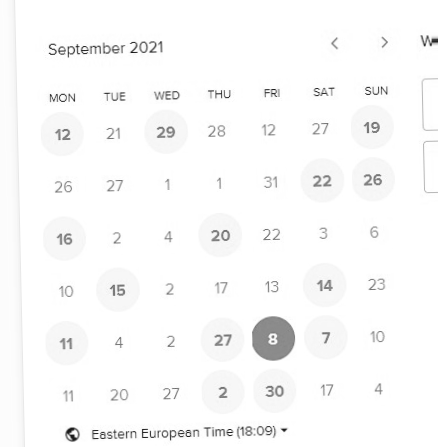 September 2021
MON TUE WED THU FRI SAT SUN
12 21 29 28 12 27 19
26 27 1 1 31 22 26
16 2 4 20 22 3 6
10 15 2 17 13 14 23
11 4 2 27 8 7 10
11 20 27 2 30 17 4
Eastern European Time (18:09)